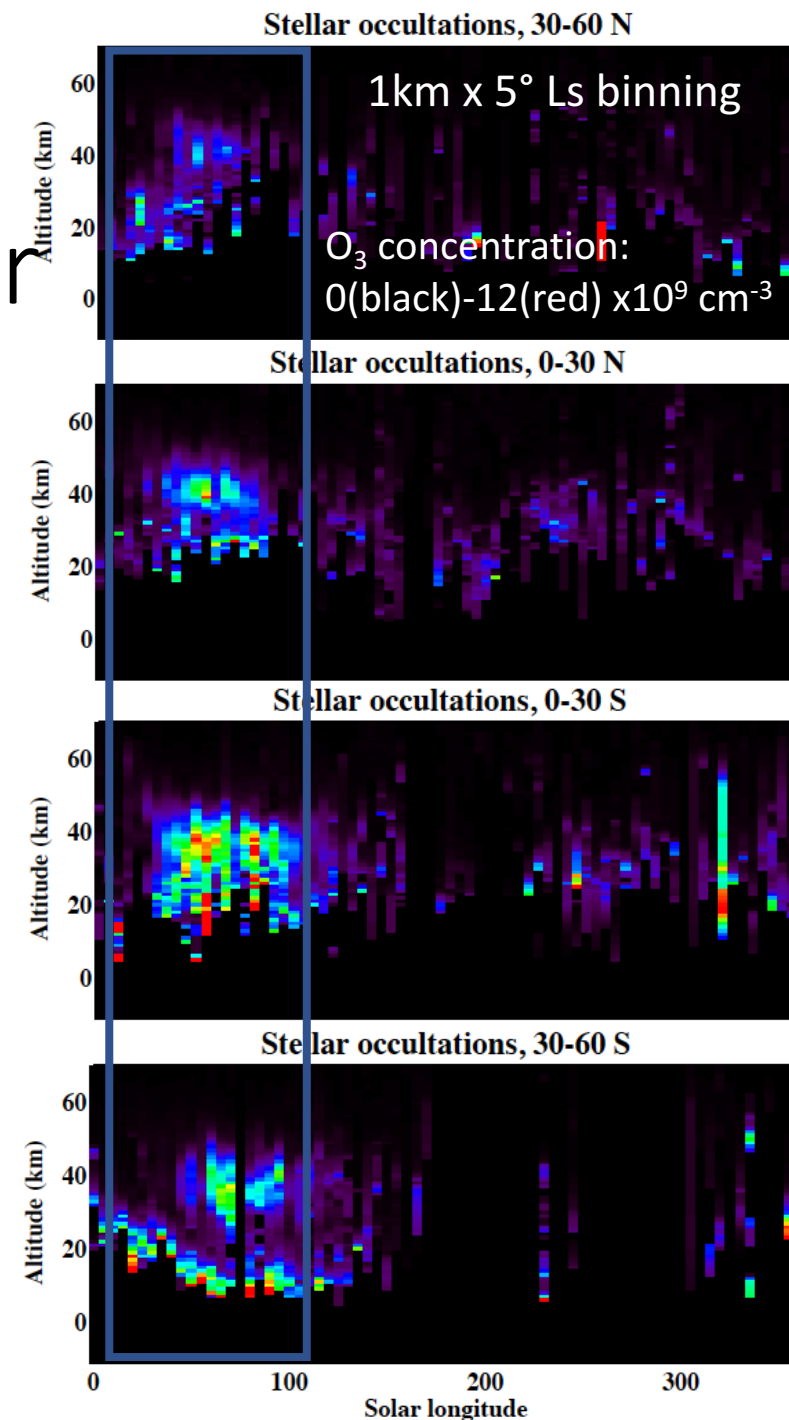 Stellar occultations, 30-60 N
60
40
20
0
Altitude (km)
1km x 5° Ls binning
r
O₃ concentration:
0(black)-12(red) x10⁹ cm⁻³
Stellar occultations, 0-30 N
60
40
20
0
Altitude (km)
Stellar occultations, 0-30 S
60
40
20
0
Altitude (km)
Stellar occultations, 30-60 S
60
40
20
0
Altitude (km)
0 100 200 300
Solar longitude